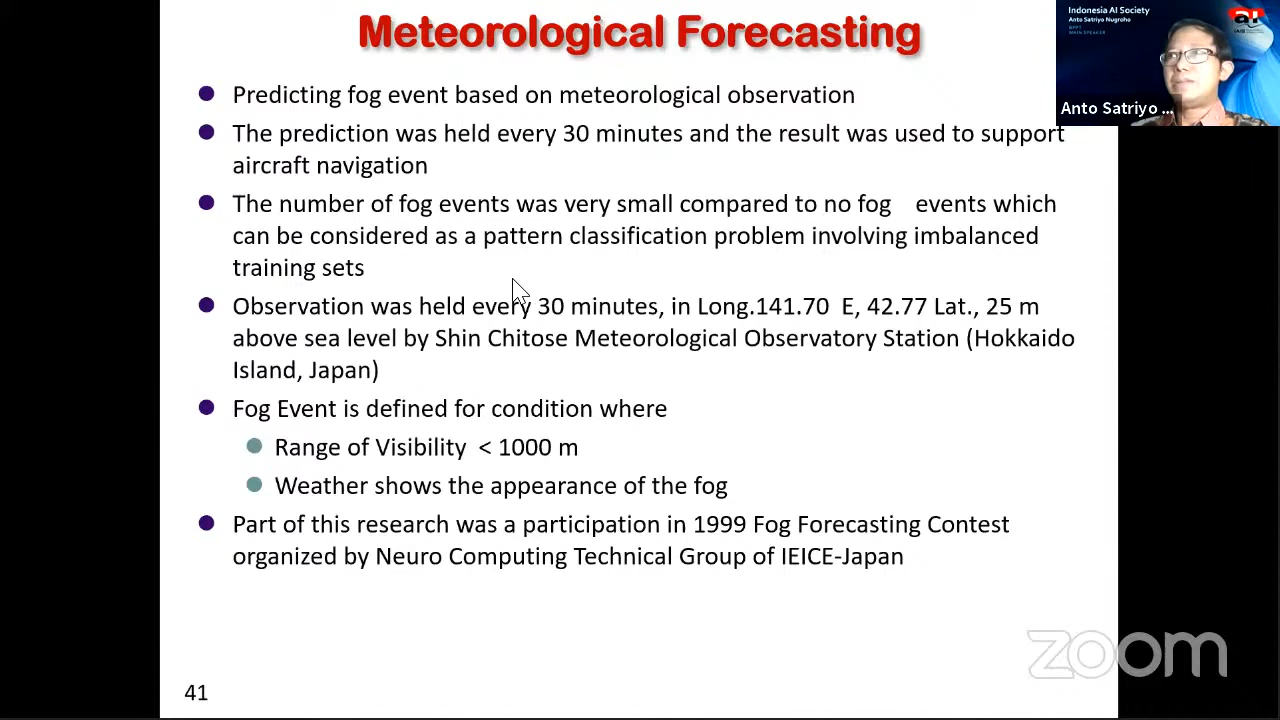 Meteorological Forecasting
Predicting fog event based on meteorological observation
The prediction was held every 30 minutes and the result was used to support
aircraft navigation
The number of fog events was very small compared to no fog events which
can be considered as a pattern classification problem involving imbalanced
training sets
Observation was held every 30 minutes, in Long.141.70 E, 42.77 Lat., 25 m
above sea level by Shin Chitose Meteorological Observatory Station (Hokkaido
Island, Japan)
Fog Event is defined for condition where
Range of Visibility < 1000 m
Weather shows the appearance of the fog
Part of this research was a participation in 1999 Fog Forecasting Contest
organized by Neuro Computing Technical Group of IEICE-Japan
41
Indonesia AI Society
Anto Satriyo Nugroho
BPPT
MAIN SPEAKER
ai
IAIS
Anto Satriyo ...
zoom